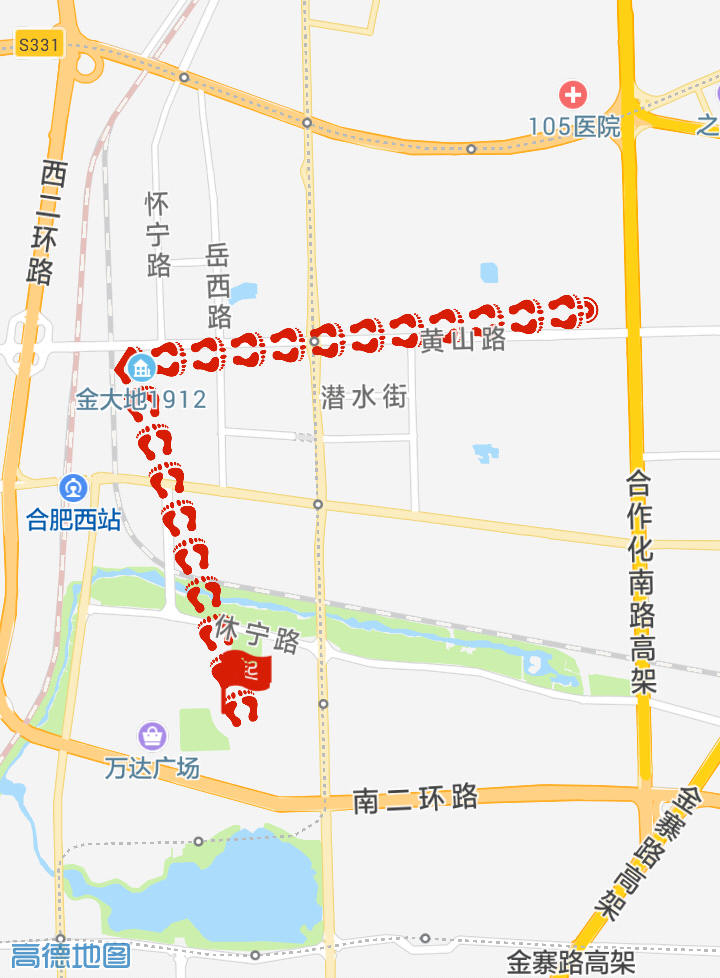 S331
105医院
之
西二环路
怀宁路
岳西路
黄山路
金大地1912
潜水街
合肥西站
合作化南路高架
休宁路
起
万达广场
南二环路
金寨路高架
高德地图
金寨路高架